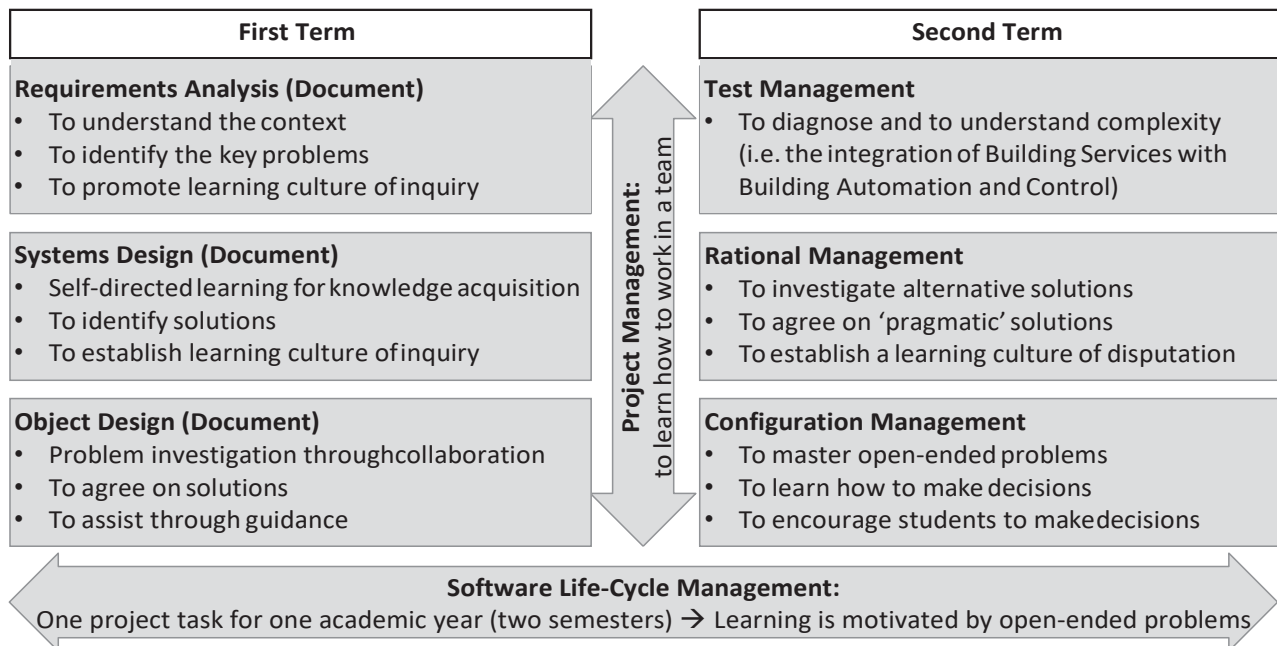 First Term
Requirements Analysis (Document)
• To understand the context
• To identify the key problems
• To promote learning culture of inquiry
Systems Design (Document)
• Self-directed learning for knowledge acquisition
• To identify solutions
• To establish learning culture of inquiry
Object Design (Document)
• Problem investigation through collaboration
• To agree on solutions
• To assist through guidance
Project Management:
to learn how to work in a team
Second Term
Test Management
• To diagnose and to understand complexity
(i.e. the integration of Building Services with
Building Automation and Control)
Rational Management
• To investigate alternative solutions
• To agree on ‘pragmatic’ solutions
• To establish a learning culture of disputation
Configuration Management
• To master open-ended problems
• To learn how to make decisions
• To encourage students to make decisions
Software Life-Cycle Management:
One project task for one academic year (two semesters) → Learning is motivated by open-ended problems